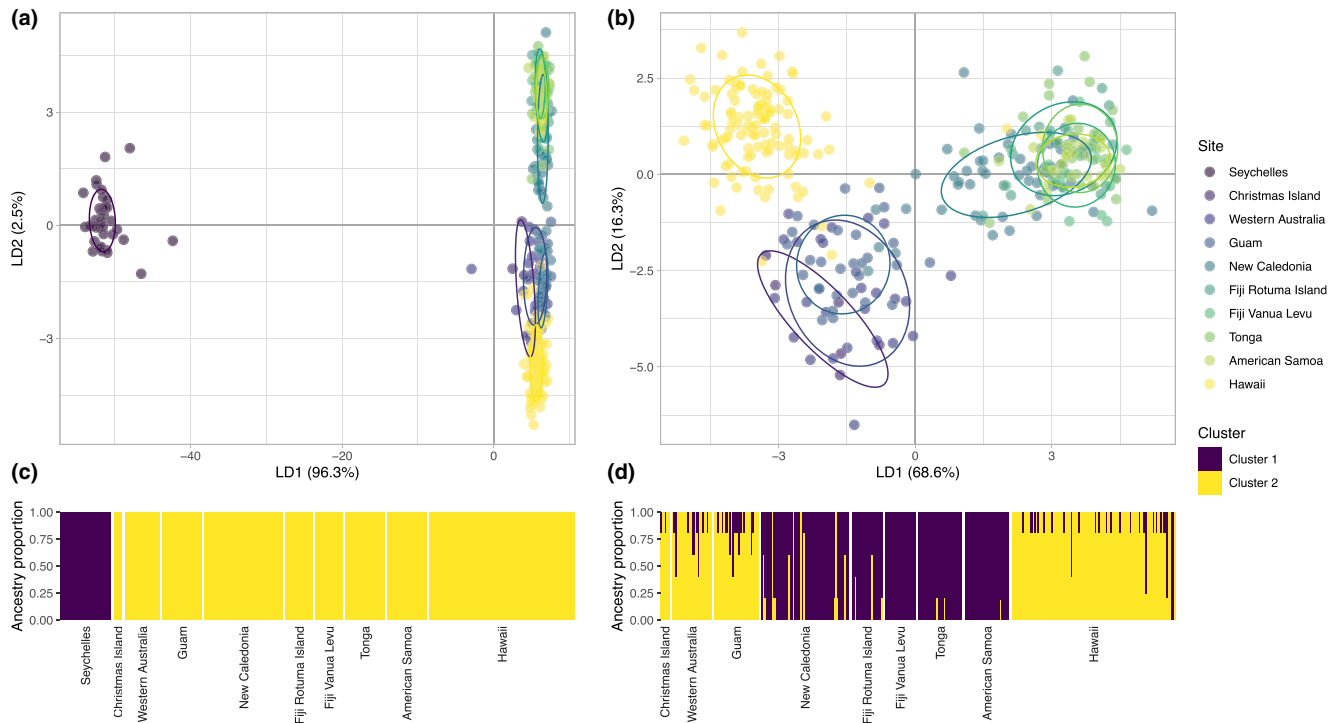 (a)
3
0
−3
LD2 (2.5%)
−40
−20
0
LD1 (96.3%)
(b)
2.5
0.0
−2.5
−5.0
LD2 (16.3%)
−3
0
3
LD1 (68.6%)
Site
Seychelles
Christmas Island
Western Australia
Guam
New Caledonia
Fiji Rotuma Island
Fiji Vanua Levu
Tonga
American Samoa
Hawaii
Cluster
Cluster 1
Cluster 2
(c)
Ancestry proportion
1.00
0.75
0.50
0.25
0.00
Seychelles
Christmas Island
Western Australia
Guam
New Caledonia
Fiji Rotuma Island
Fiji Vanua Levu
Tonga
American Samoa
Hawaii
(d)
Ancestry proportion
1.00
0.75
0.50
0.25
0.00
Christmas Island
Western Australia
Guam
New Caledonia
Fiji Rotuma Island
Fiji Vanua Levu
Tonga
American Samoa
Hawaii